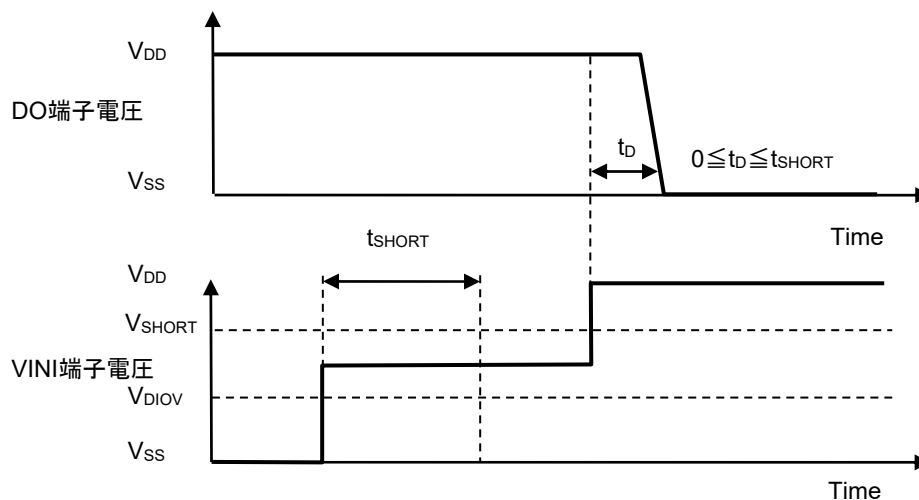 VDD
DO端子電圧
VSS
tD
0≦tD≦tSHORT
Time
tSHORT
VDD
VSHORT
VINI端子電圧
VDIOV
VSS
Time